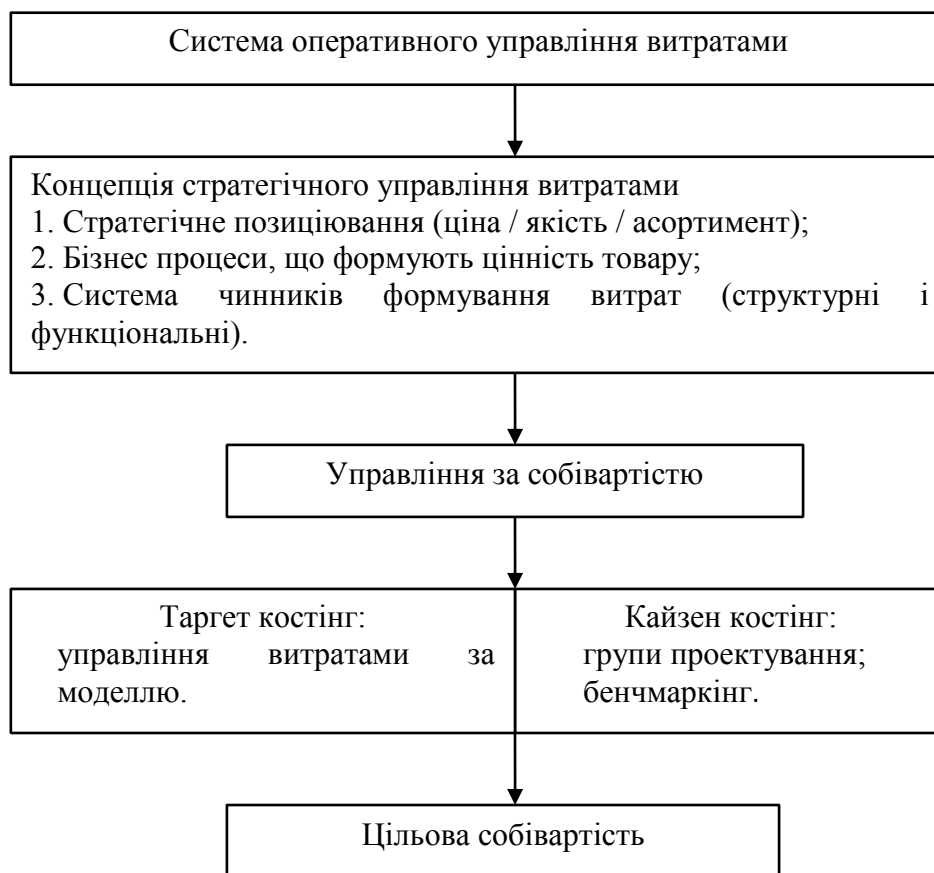 Система оперативного управління витратами
Концепція стратегічного управління витратами
1. Стратегічне позиціювання (ціна / якість / асортимент);
2. Бізнес процеси, що формують цінність товару;
3. Система чинників формування витрат (структурні і
функціональні).
Управління за собівартістю
Таргет костінг:
управління витратами за
моделлю.
Кайзен костінг:
групи проектування;
бенчмаркінг.
Цільова собівартість